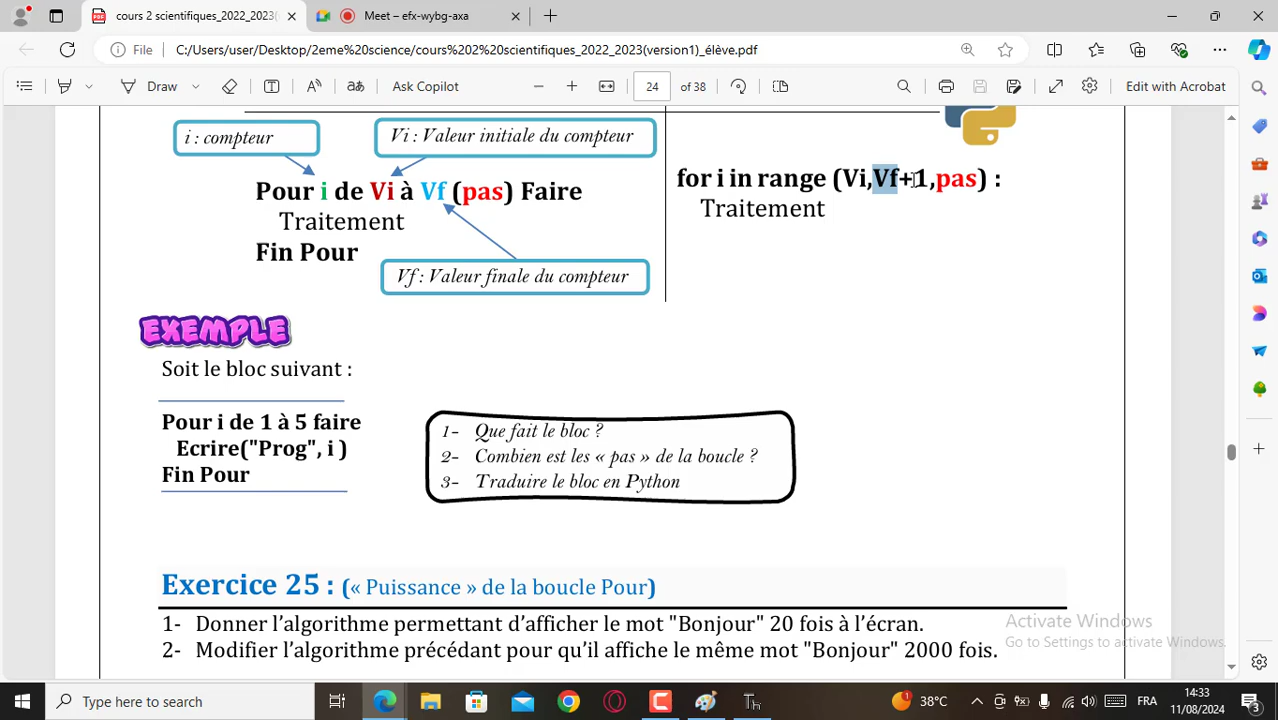 cours 2 scientifiques_2022_2023(
Meet – efx-wybg-axa
File
C:/Users/user/Desktop/2eme%20science/cours%202%20scientifiques_2022_2023(version1)_élève.pdf
Draw
Ask Copilot
24
of 38
Edit with Acrobat
i : compteur
Vi : Valeur initiale du compteur
Pour i de Vi à Vf (pas) Faire
Traitement
Fin Pour
Vf : Valeur finale du compteur
for i in range (Vi,Vf+1,pas) :
Traitement
EXEMPLE
Soit le bloc suivant :
Pour i de 1 à 5 faire
Ecrire("Prog", i )
Fin Pour
1- Que fait le bloc ?
2- Combien est les « pas » de la boucle ?
3- Traduire le bloc en Python
Exercice 25 : (« Puissance » de la boucle Pour)
1- Donner l’algorithme permettant d’afficher le mot "Bonjour" 20 fois à l’écran.
2- Modifier l’algorithme précédant pour qu’il affiche le même mot "Bonjour" 2000 fois.
Activate Windows
Go to Settings to activate Windows.
Type here to search
Th
1
38°C
FRA
14:33
11/08/2024
3